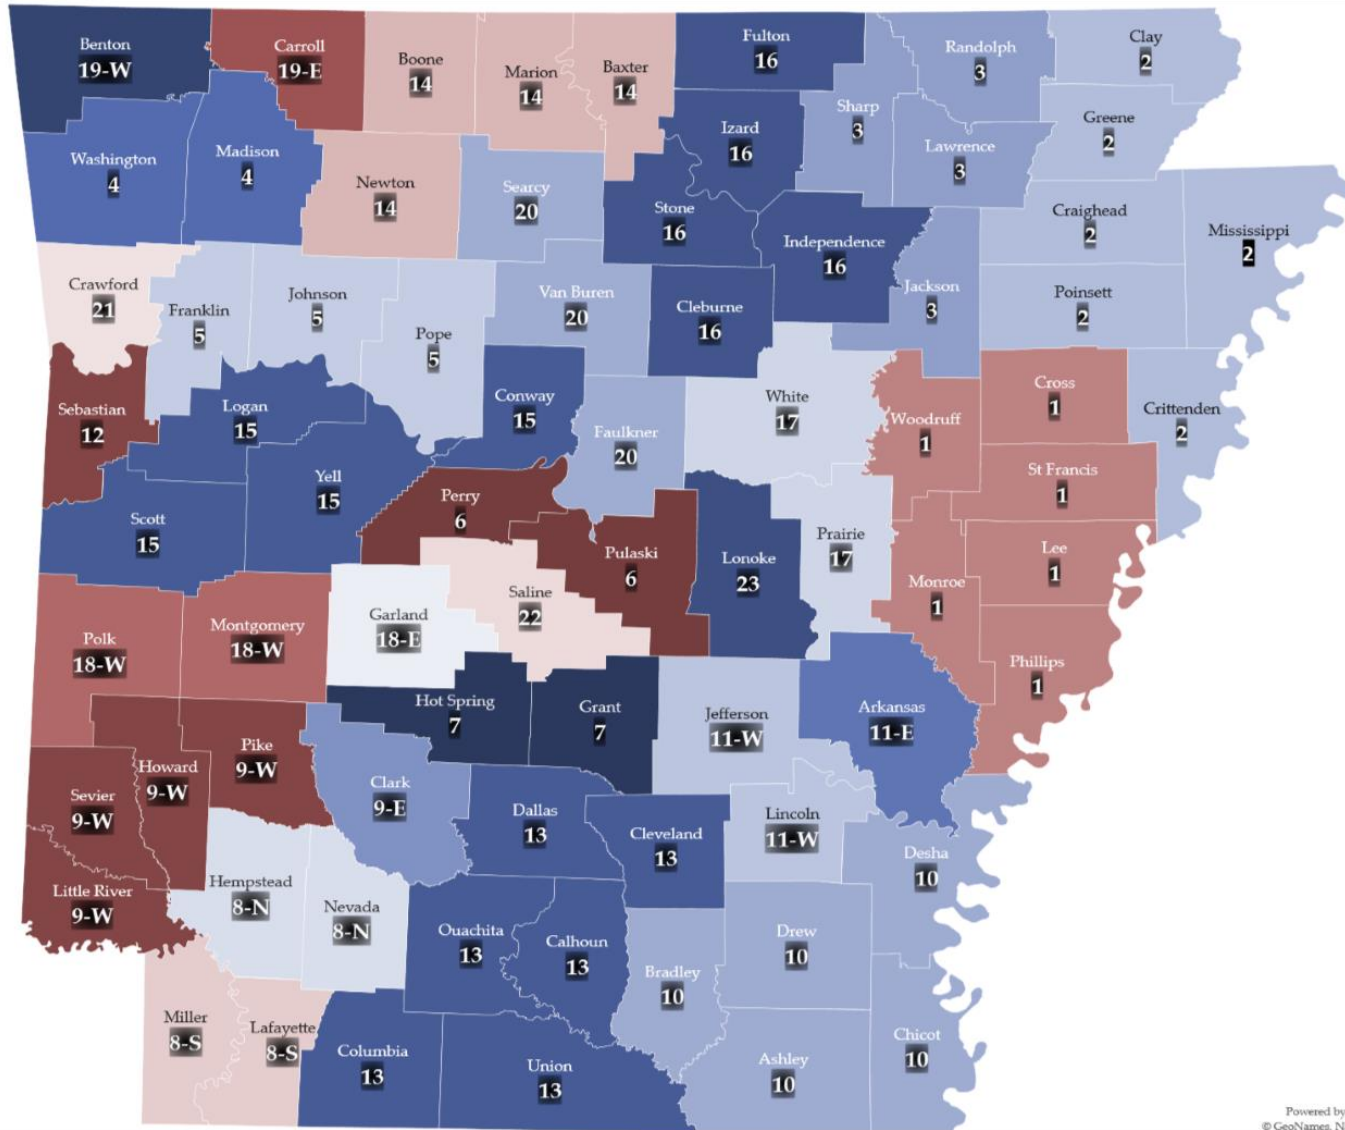 Benton
19-W
Carroll
19-E
Boone
14
Marion
14
Baxter
14
Fulton
16
Randolph
3
Clay
2
Washington
4
Madison
4
Newton
14
Searcy
20
Izard
16
Stone
16
Sharp
3
Lawrence
3
Greene
2
Craighead
2
Mississippi
2
Independence
16
Crawford
21
Franklin
5
Johnson
5
Pope
5
Van Buren
20
Cleburne
16
Jackson
3
Poinsett
2
Sebastian
12
Logan
15
Conway
15
Faulkner
20
White
17
Woodruff
1
Cross
1
Crittenden
2
Scott
15
Yell
15
Perry
6
Pulaski
6
Lonoke
23
Prairie
17
St Francis
1
Lee
1
Monroe
1
Phillips
1
Polk
18-W
Montgomery
18-W
Garland
18-E
Saline
22
Hot Spring
7
Grant
7
Jefferson
11-W
Arkansas
11-E
Sevier
9-W
Howard
9-W
Pike
9-W
Clark
9-E
Dallas
13
Cleveland
13
Lincoln
11-W
Desha
10
Little River
9-W
Hempstead
8-N
Nevada
8-N
Ouachita
13
Calhoun
13
Bradley
10
Drew
10
Miller
8-S
Lafayette
8-S
Columbia
13
Union
13
Ashley
10
Chicot
10
Powered by
© GeoNames, N